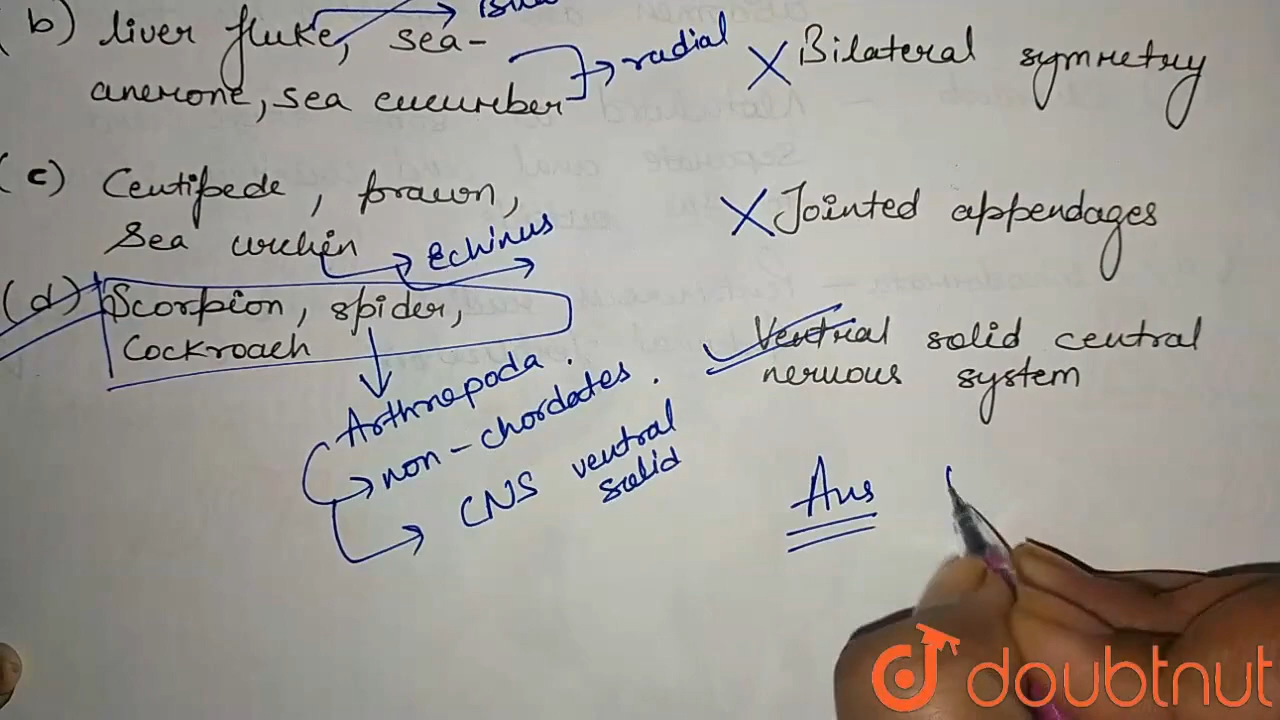 b) liver fluke, sea- radial X Bilateral symmetry
anemone, sea cucumber
(c) Centipede, prawn, X Jointed appendages
Sea urchin Echinus
(d) Scorpion, spider, Ventrial solid central
Cockroach nervous system
Arthropoda.
non-chordates.
CNS ventral
solid
Ans (
doubtnut